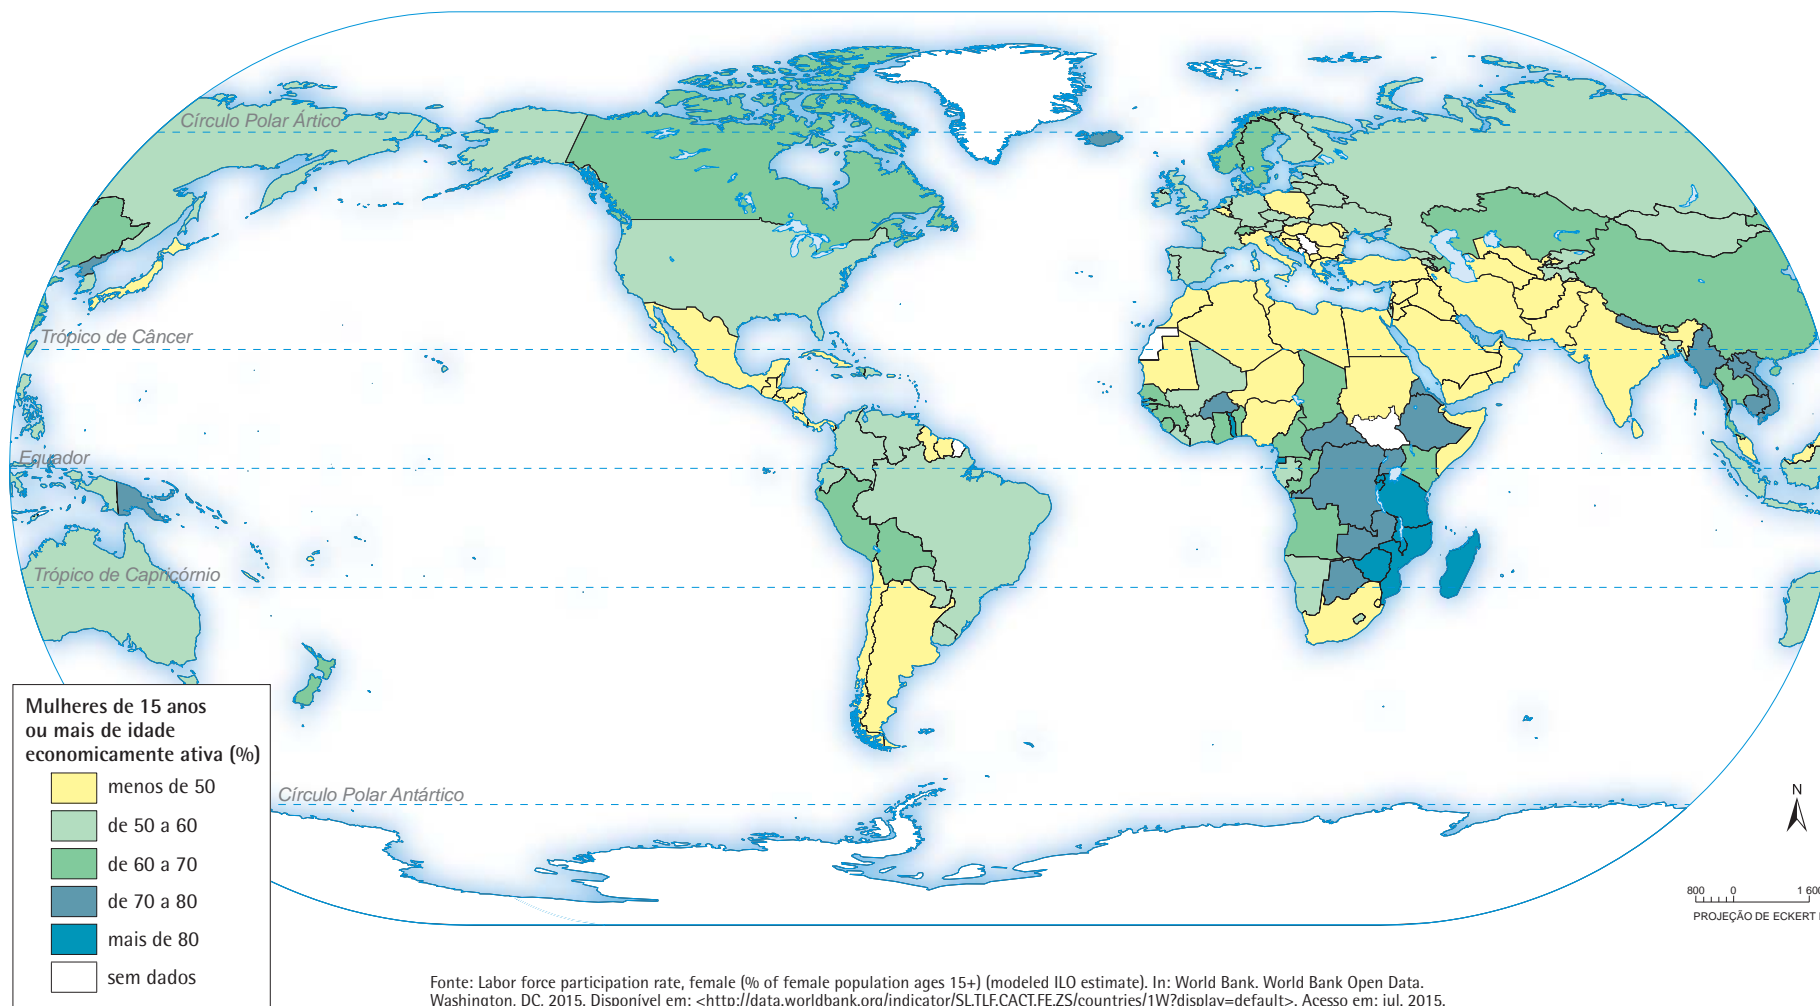 Círculo Polar Ártico
Trópico de Câncer
Equador
Trópico de Capricórnio
Círculo Polar Antártico
Mulheres de 15 anos
ou mais de idade
economicamente ativa (%)
menos de 50
de 50 a 60
de 60 a 70
de 70 a 80
mais de 80
sem dados
N
800 0 1 600
PROJEÇÃO DE ECKERT
Fonte: Labor force participation rate, female (% of female population ages 15+) (modeled ILO estimate). In: World Bank. World Bank Open Data.
Washington, DC, 2015. Disponível em: <http://data.worldbank.org/indicator/SL.TLF.CACT.FE.ZS/countries/1W?display=default>. Acesso em: jul. 2015.